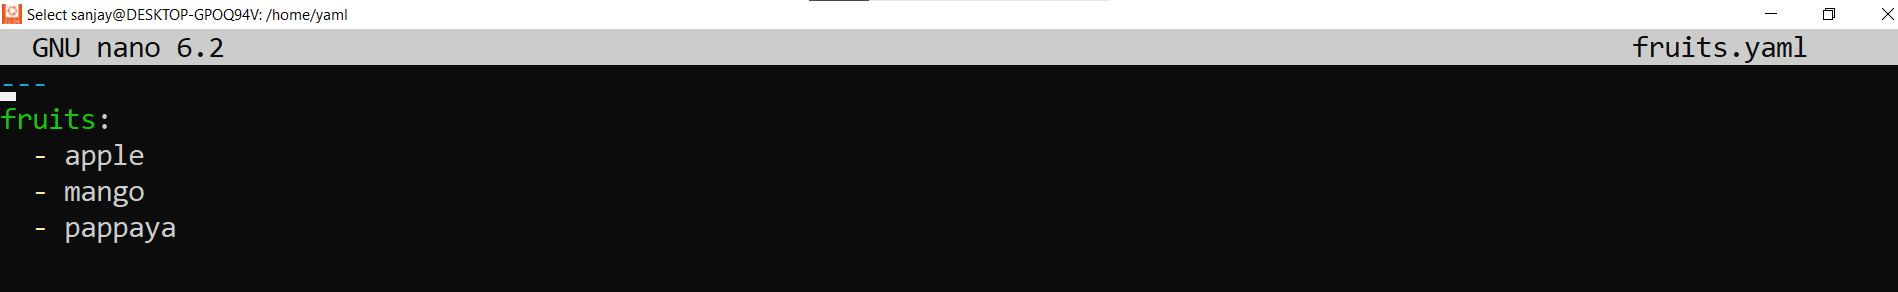 Select sanjay@DESKTOP-GPOQ94V: /home/yaml
GNU nano 6.2 fruits.yaml
---
fruits:
  - apple
  - mango
  - pappaya